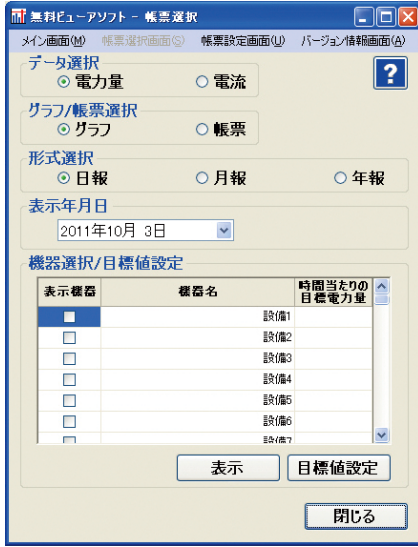 無料ビューアソフト - 帳票選択
メイン画面(M) 帳票選択画面(S) 帳票設定画面(U) バージョン情報画面(A)
データ選択
電力量 電流
?
グラフ/帳票選択
グラフ 帳票
形式選択
日報 月報 年報
表示年月日
2011年10月 3日
機器選択/目標値設定
表示機器 機器名 時間当たりの
目標電力量
設備1
設備2
設備3
設備4
設備5
設備6
設備7
表示 目標値設定
閉じる